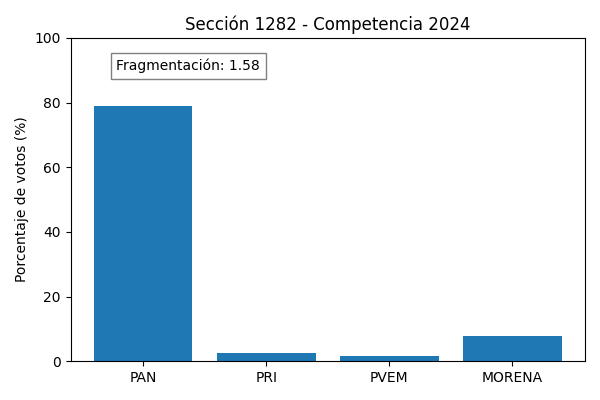 Sección 1282 - Competencia 2024
Fragmentación: 1.58
Porcentaje de votos (%)
100
80
60
40
20
0
PAN PRI PVEM MORENA